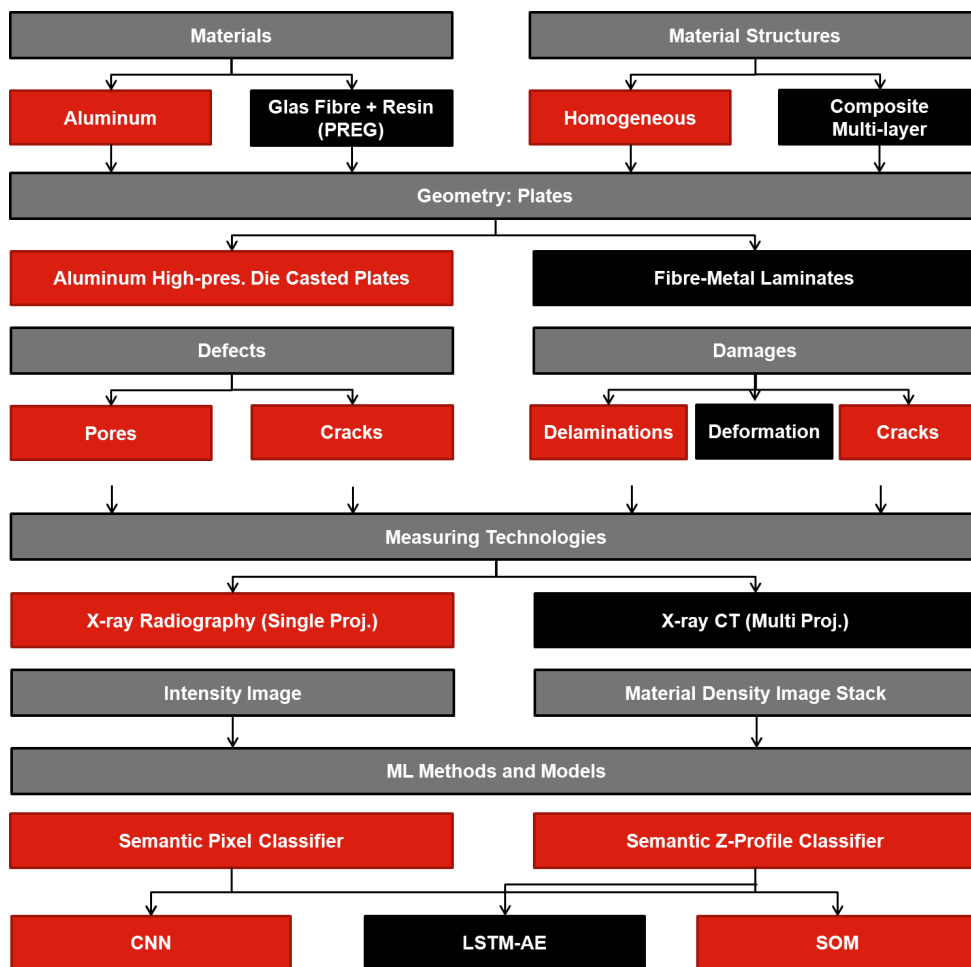 Materials
Material Structures
Aluminum
Glas Fibre + Resin
(PREG)
Homogeneous
Composite
Multi-layer
Geometry: Plates
Aluminum High-pres. Die Casted Plates
Fibre-Metal Laminates
Defects
Damages
Pores
Cracks
Delaminations
Deformation
Cracks
Measuring Technologies
X-ray Radiography (Single Proj.)
X-ray CT (Multi Proj.)
Intensity Image
Material Density Image Stack
ML Methods and Models
Semantic Pixel Classifier
Semantic Z-Profile Classifier
CNN
LSTM-AE
SOM